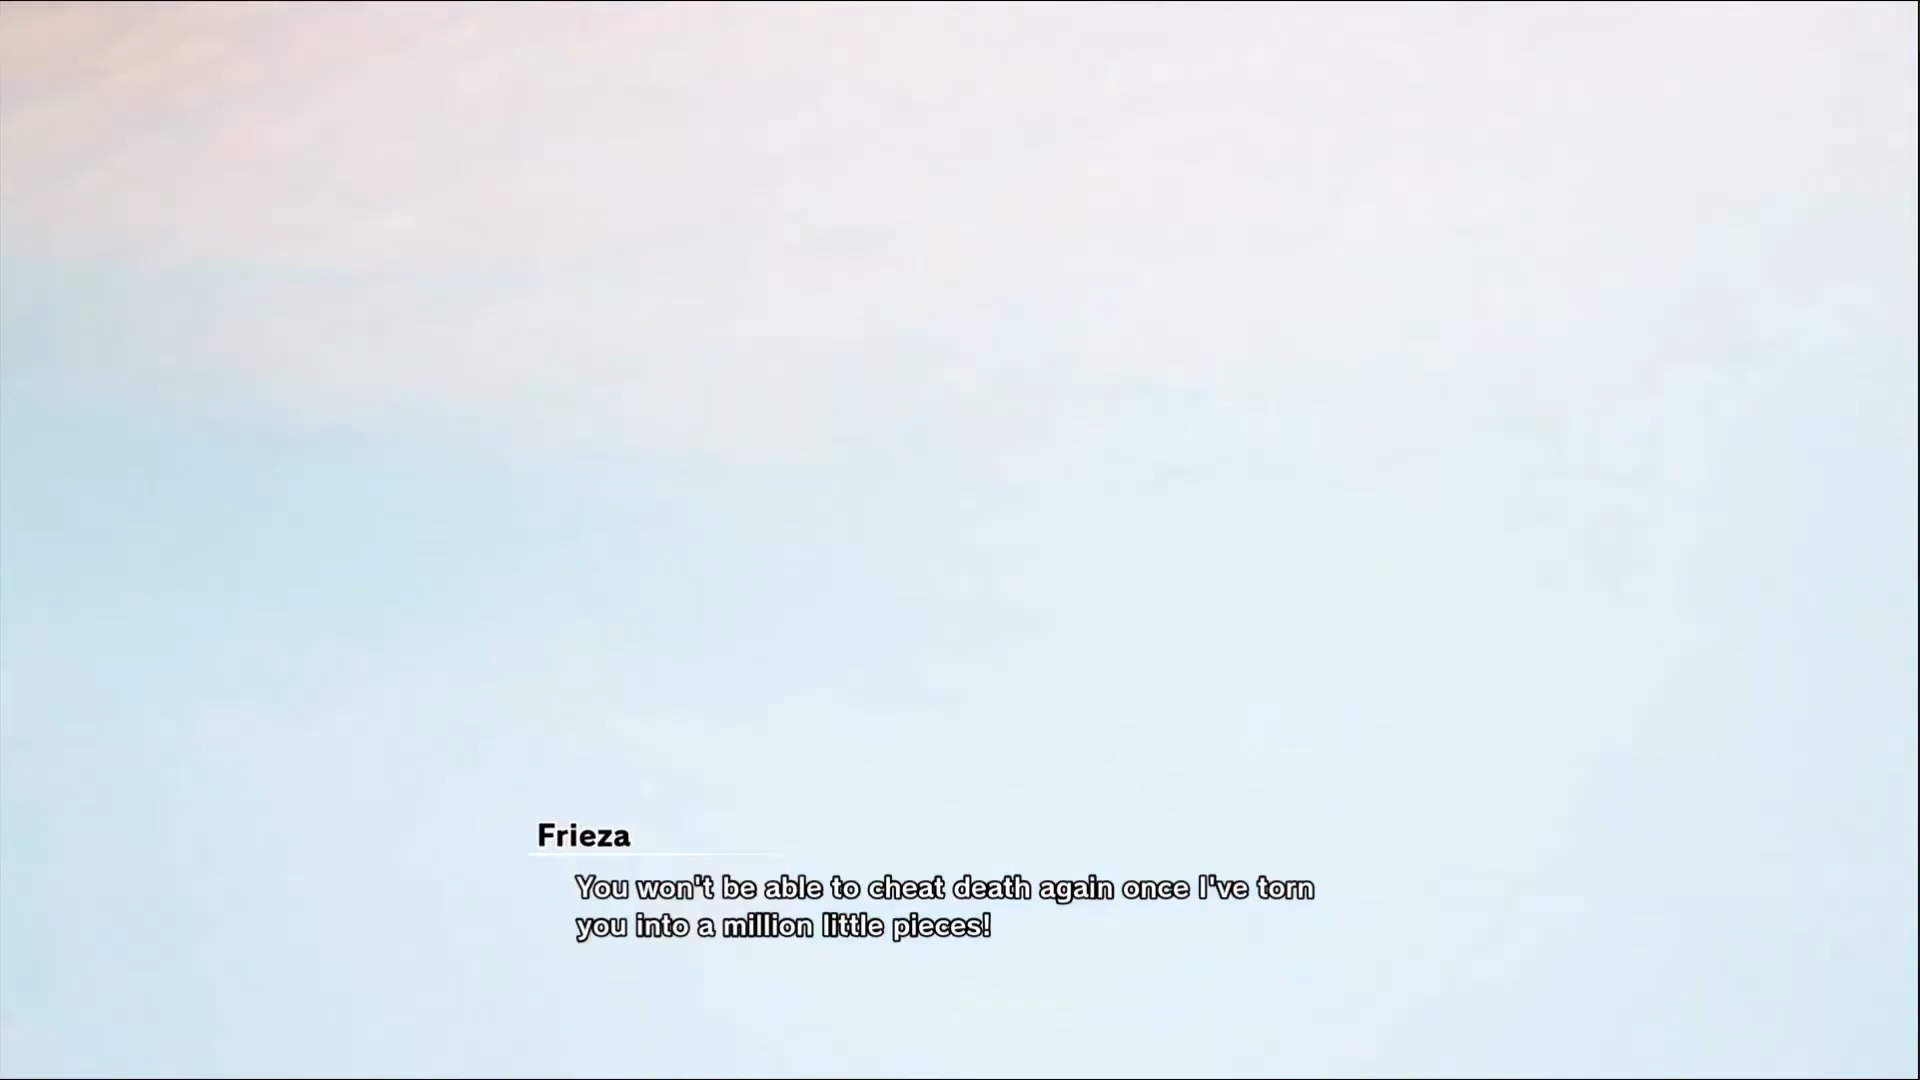 Frieza
You won't be able to cheat death again once I've torn
you into a million little pieces!